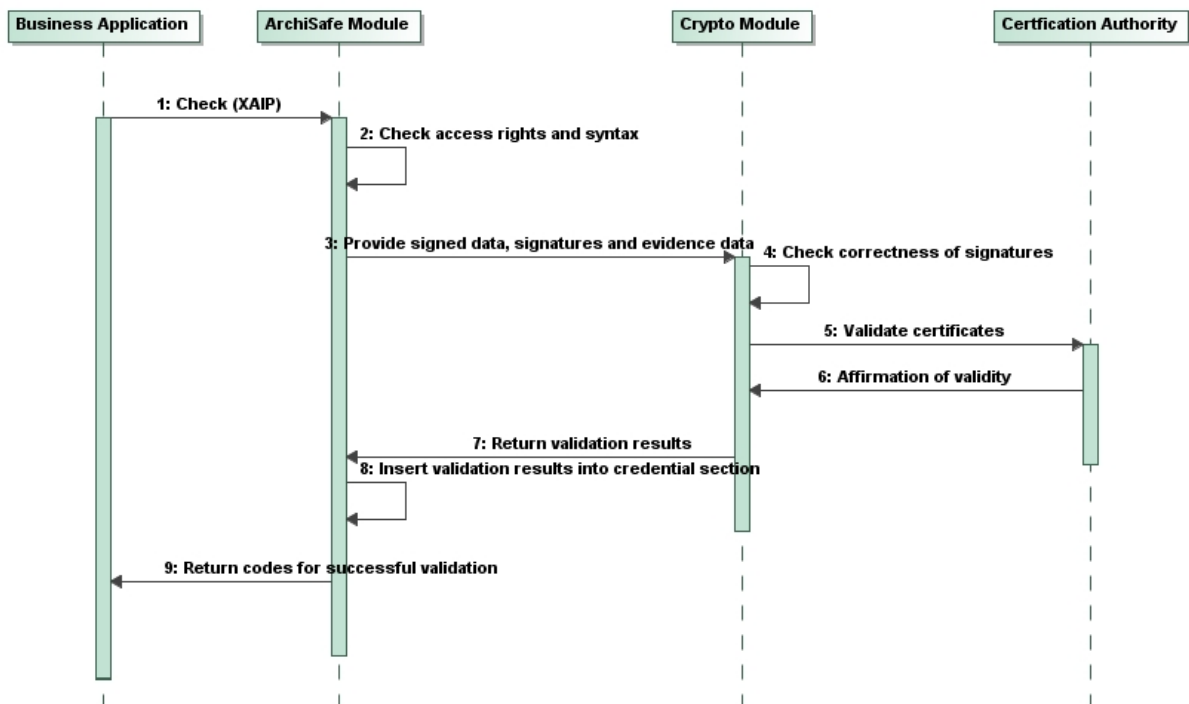 Business Application
ArchiSafe Module
Crypto Module
Certfication Authority
1: Check (XAIP)
2: Check access rights and syntax
3: Provide signed data, signatures and evidence data
4: Check correctness of signatures
5: Validate certificates
6: Affirmation of validity
7: Return validation results
8: Insert validation results into credential section
9: Return codes for successful validation